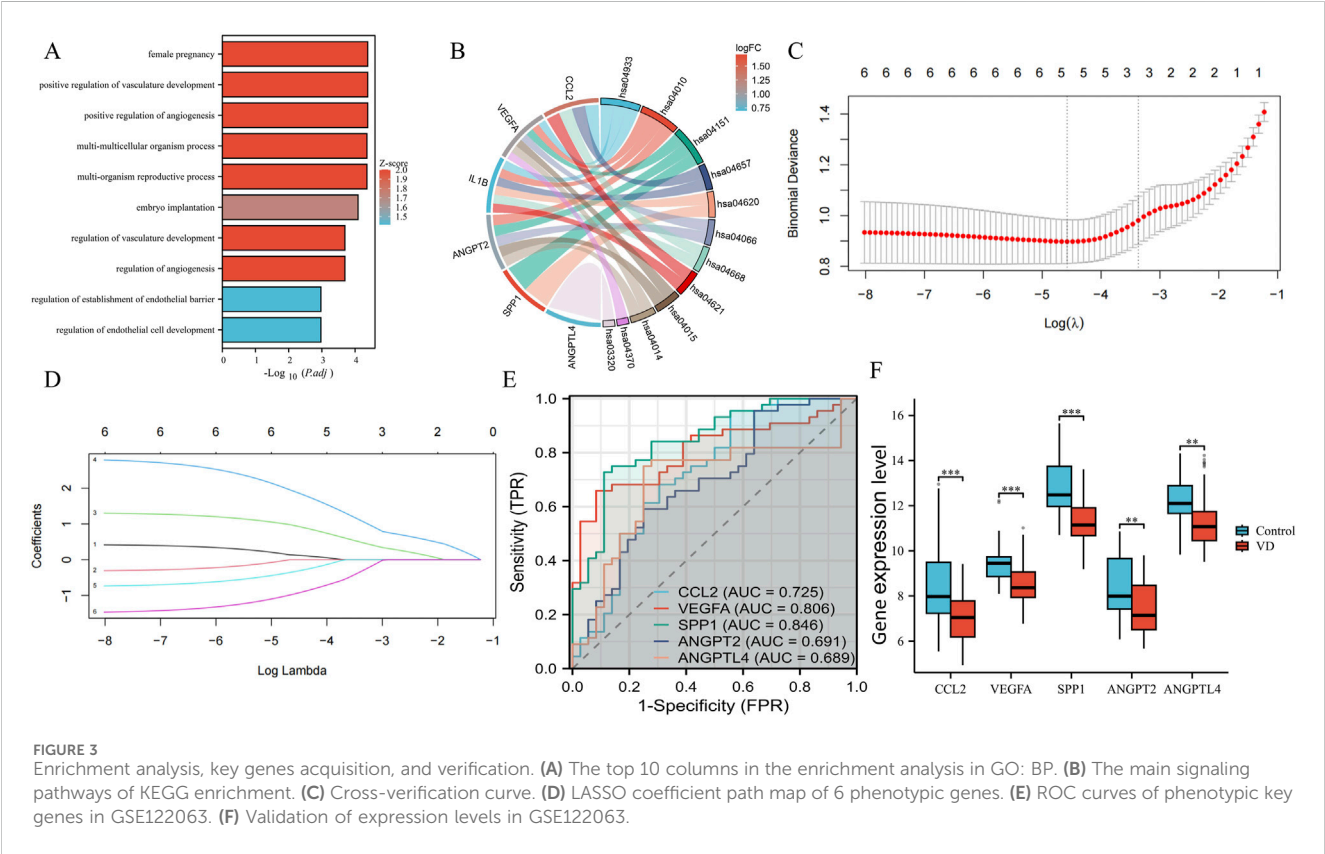 A
female pregnancy
positive regulation of vasculature development
positive regulation of angiogenesis
multi-multicellular organism process
multi-organism reproductive process
embryo implantation
regulation of vasculature development
regulation of angiogenesis
regulation of establishment of endothelial barrier
regulation of endothelial cell development
0 1 2 3 4
-Log 10 (P.adj )
Z-score
2.0
1.9
1.8
1.7
1.6
1.5
B
logFC
1.50
1.00
0.75
CCL2
VEGFA
IL1B
ANGPT2
SPP1
ANGPTL4
hsa04933
hsa04010
hsa04151
hsa04657
hsa04620
hsa04066
hsa04668
hsa04621
hsa04015
hsa04014
hsa04370
hsa03320
C
6 6 6 6 6 6 6 6 6 5 5 3 3 2 2 2 1 1
1.4
1.2
1.0
0.8
Binomial Deviance
−8 −7 −6 −5 −4 −3 −2 −1
Log(λ)
D
6 6 6 6 4 3 2 0
2
1
0
−1
Coefficients
4
3
1
2
5
6
−8 −7 −6 −5 −4 −3 −2 −1
Log Lambda
E
1.0
0.8
0.6
0.4
0.2
0.0
Sensitivity (TPR)
CCL2 (AUC = 0.725)
VEGFA (AUC = 0.806)
SPP1 (AUC = 0.846)
ANGPT2 (AUC = 0.691)
ANGPTL4 (AUC = 0.689)
0.0 0.2 0.4 0.6 0.8 1.0
1-Specificity (FPR)
F
16
14
12
10
8
6
Gene expression level
***
***
***
**
**
CCL2 VEGFA SPP1 ANGPT2 ANGPTL4
Control
VD
FIGURE 3
Enrichment analysis, key genes acquisition, and verification. (A) The top 10 columns in the enrichment analysis in GO: BP. (B) The main signaling
pathways of KEGG enrichment. (C) Cross-verification curve. (D) LASSO coefficient path map of 6 phenotypic genes. (E) ROC curves of phenotypic key
genes in GSE122063. (F) Validation of expression levels in GSE122063.